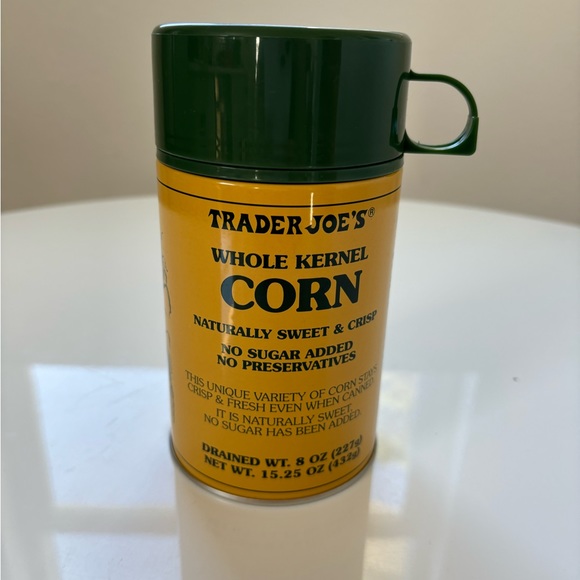 TRADER JOE'S®
WHOLE KERNEL
CORN
NATURALLY SWEET & CRISP
NO SUGAR ADDED
NO PRESERVATIVES
THIS UNIQUE VARIETY OF CORN STAYS
CRISP & FRESH EVEN WHEN CANNED.
IT IS NATURALLY SWEET.
NO SUGAR HAS BEEN ADDED.
DRAINED WT. 8 OZ (227g)
NET WT. 15.25 OZ (432g)